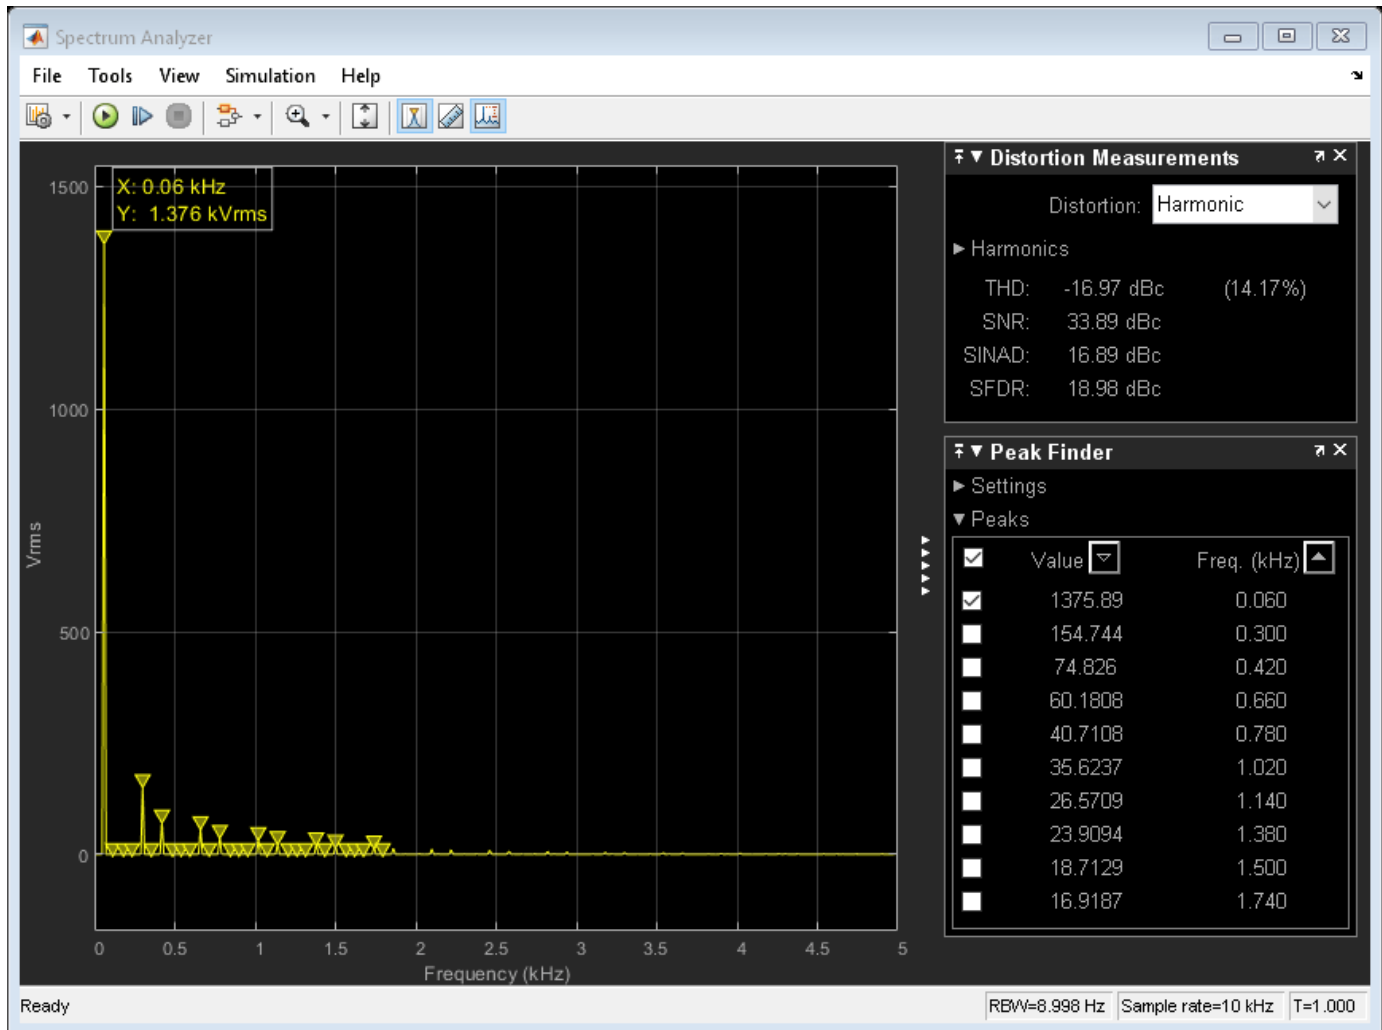 Spectrum Analyzer
File Tools View Simulation Help
X: 0.06 kHz
Y: 1.376 kVrms
1500
1000
500
0
Vrms
0 0.5 1 1.5 2 2.5 3 3.5 4 4.5 5
Frequency (kHz)
Distortion Measurements
Distortion: Harmonic
Harmonics
THD: -16.97 dBc (14.17%)
SNR: 33.89 dBc
SINAD: 16.89 dBc
SFDR: 18.98 dBc
Peak Finder
Settings
Peaks
Value Freq. (kHz)
1375.89 0.060
154.744 0.300
74.826 0.420
60.1808 0.660
40.7108 0.780
35.6237 1.020
26.5709 1.140
23.9094 1.380
18.7129 1.500
16.9187 1.740
Ready RBW=8.998 Hz Sample rate=10 kHz T=1.000